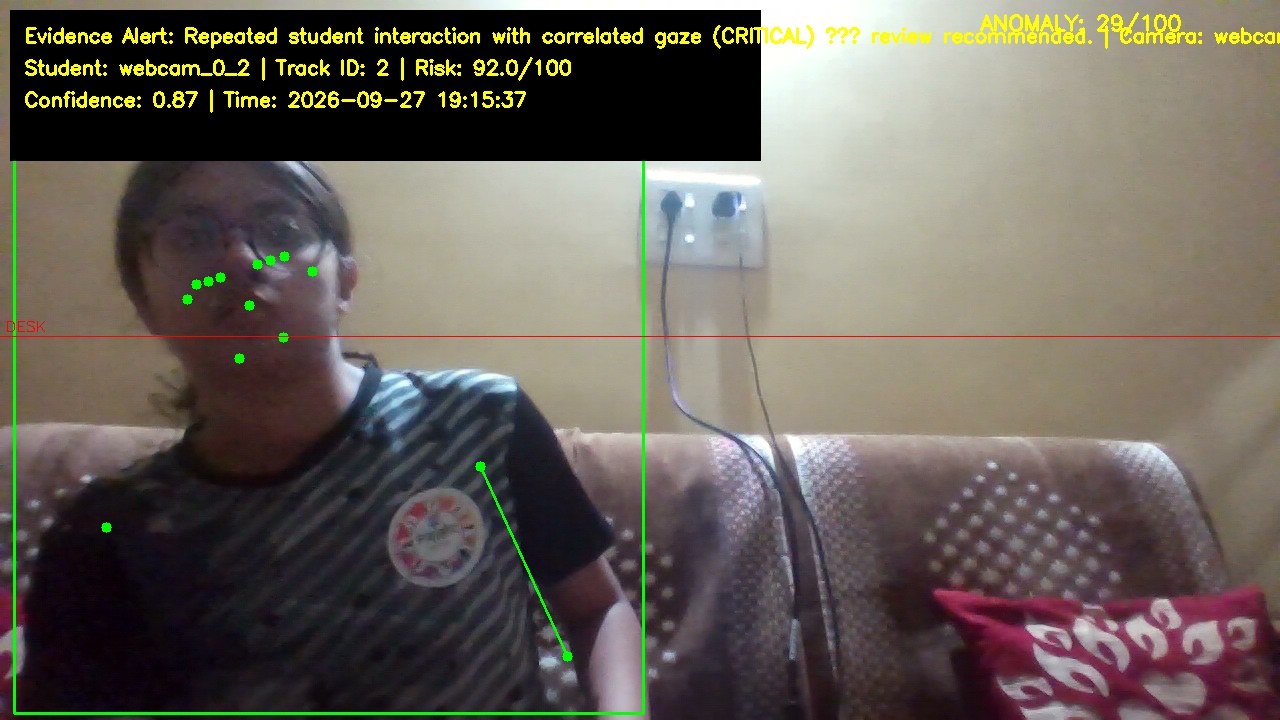 ANOMALY: 29/100
Evidence Alert: Repeated student interaction with correlated gaze (CRITICAL) ??? review recommended. | Camera: webcam
Student: webcam_0_2 | Track ID: 2 | Risk: 92.0/100
Confidence: 0.87 | Time: 2026-09-27 19:15:37
DESK